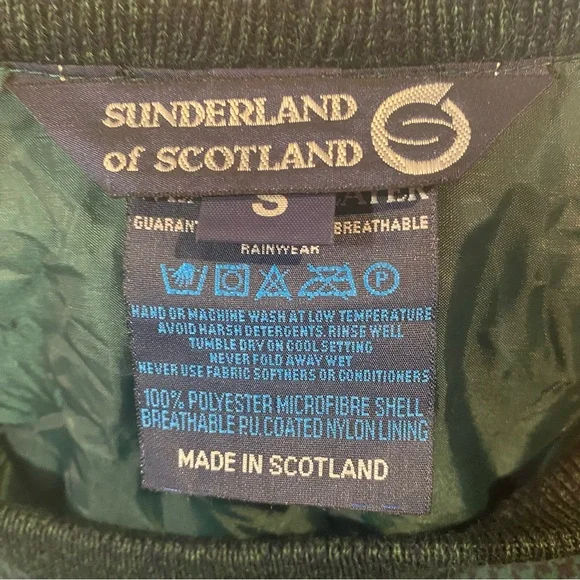 SUNDERLAND
of SCOTLAND
S
GUARAN BREATHABLE
RAINWEAR
P
HAND OR MACHINE WASH AT LOW TEMPERATURE
AVOID HARSH DETERGENTS. RINSE WELL
TUMBLE DRY ON COOL SETTING
NEVER FOLD AWAY WET
NEVER USE FABRIC SOFTNERS OR CONDITIONERS
100% POLYESTER MICROFIBRE SHELL
BREATHABLE P.U. COATED NYLON LINING
MADE IN SCOTLAND